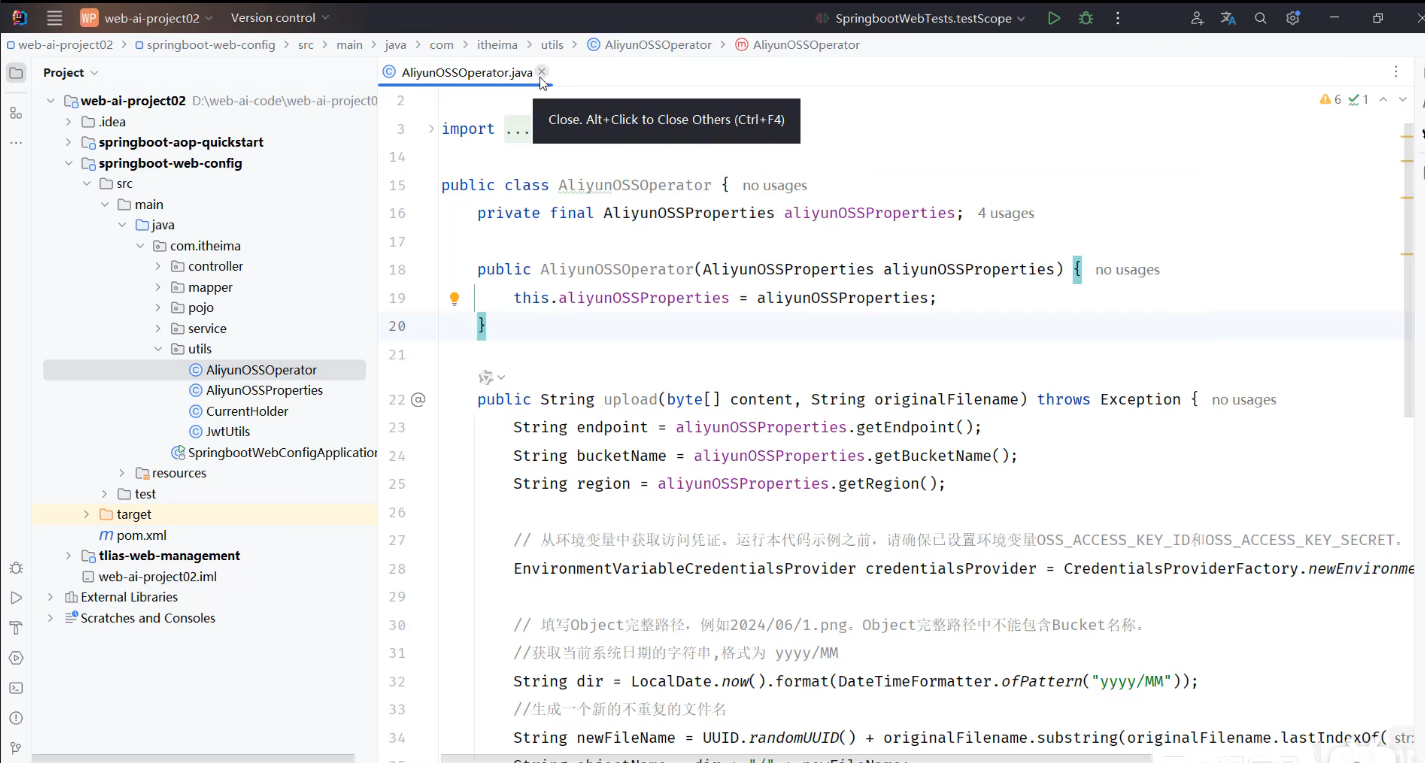 WP web-ai-project02 Version control SpringbootWebTests.testScope
web-ai-project02 springboot-web-config src main java com itheima utils AliyunOSSOperator AliyunOSSOperator
Project
AliyunOSSOperator.java
Close. Alt+Click to Close Others (Ctrl+F4)
6 1
web-ai-project02 D:\web-ai-code\web-ai-project0
.idea
springboot-aop-quickstart
springboot-web-config
src
main
java
com.itheima
controller
mapper
pojo
service
utils
AliyunOSSOperator
AliyunOSSProperties
CurrentHolder
JwtUtils
SpringbootWebConfigApplication
resources
test
target
pom.xml
tlias-web-management
web-ai-project02.iml
External Libraries
Scratches and Consoles
2
3 import ...
14
15 public class AliyunOSSOperator { no usages
16 private final AliyunOSSProperties aliyunOSSProperties; 4 usages
17
18 public AliyunOSSOperator(AliyunOSSProperties aliyunOSSProperties) { no usages
19 this.aliyunOSSProperties = aliyunOSSProperties;
20 }
21
22 @ public String upload(byte[] content, String originalFilename) throws Exception { no usages
23 String endpoint = aliyunOSSProperties.getEndpoint();
24 String bucketName = aliyunOSSProperties.getBucketName();
25 String region = aliyunOSSProperties.getRegion();
26
27 // 从环境变量中获取访问凭证。运行本代码示例之前，请确保已设置环境变量OSS_ACCESS_KEY_ID和OSS_ACCESS_KEY_SECRET。
28 EnvironmentVariableCredentialsProvider credentialsProvider = CredentialsProviderFactory.newEnvironme
29
30 // 填写Object完整路径，例如2024/06/1.png。Object完整路径中不能包含Bucket名称。
31 //获取当前系统日期的字符串,格式为 yyyy/MM
32 String dir = LocalDate.now().format(DateTimeFormatter.ofPattern("yyyy/MM"));
33 //生成一个新的不重复的文件名
34 String newFileName = UUID.randomUUID() + originalFilename.substring(originalFilename.lastIndexOf( str: